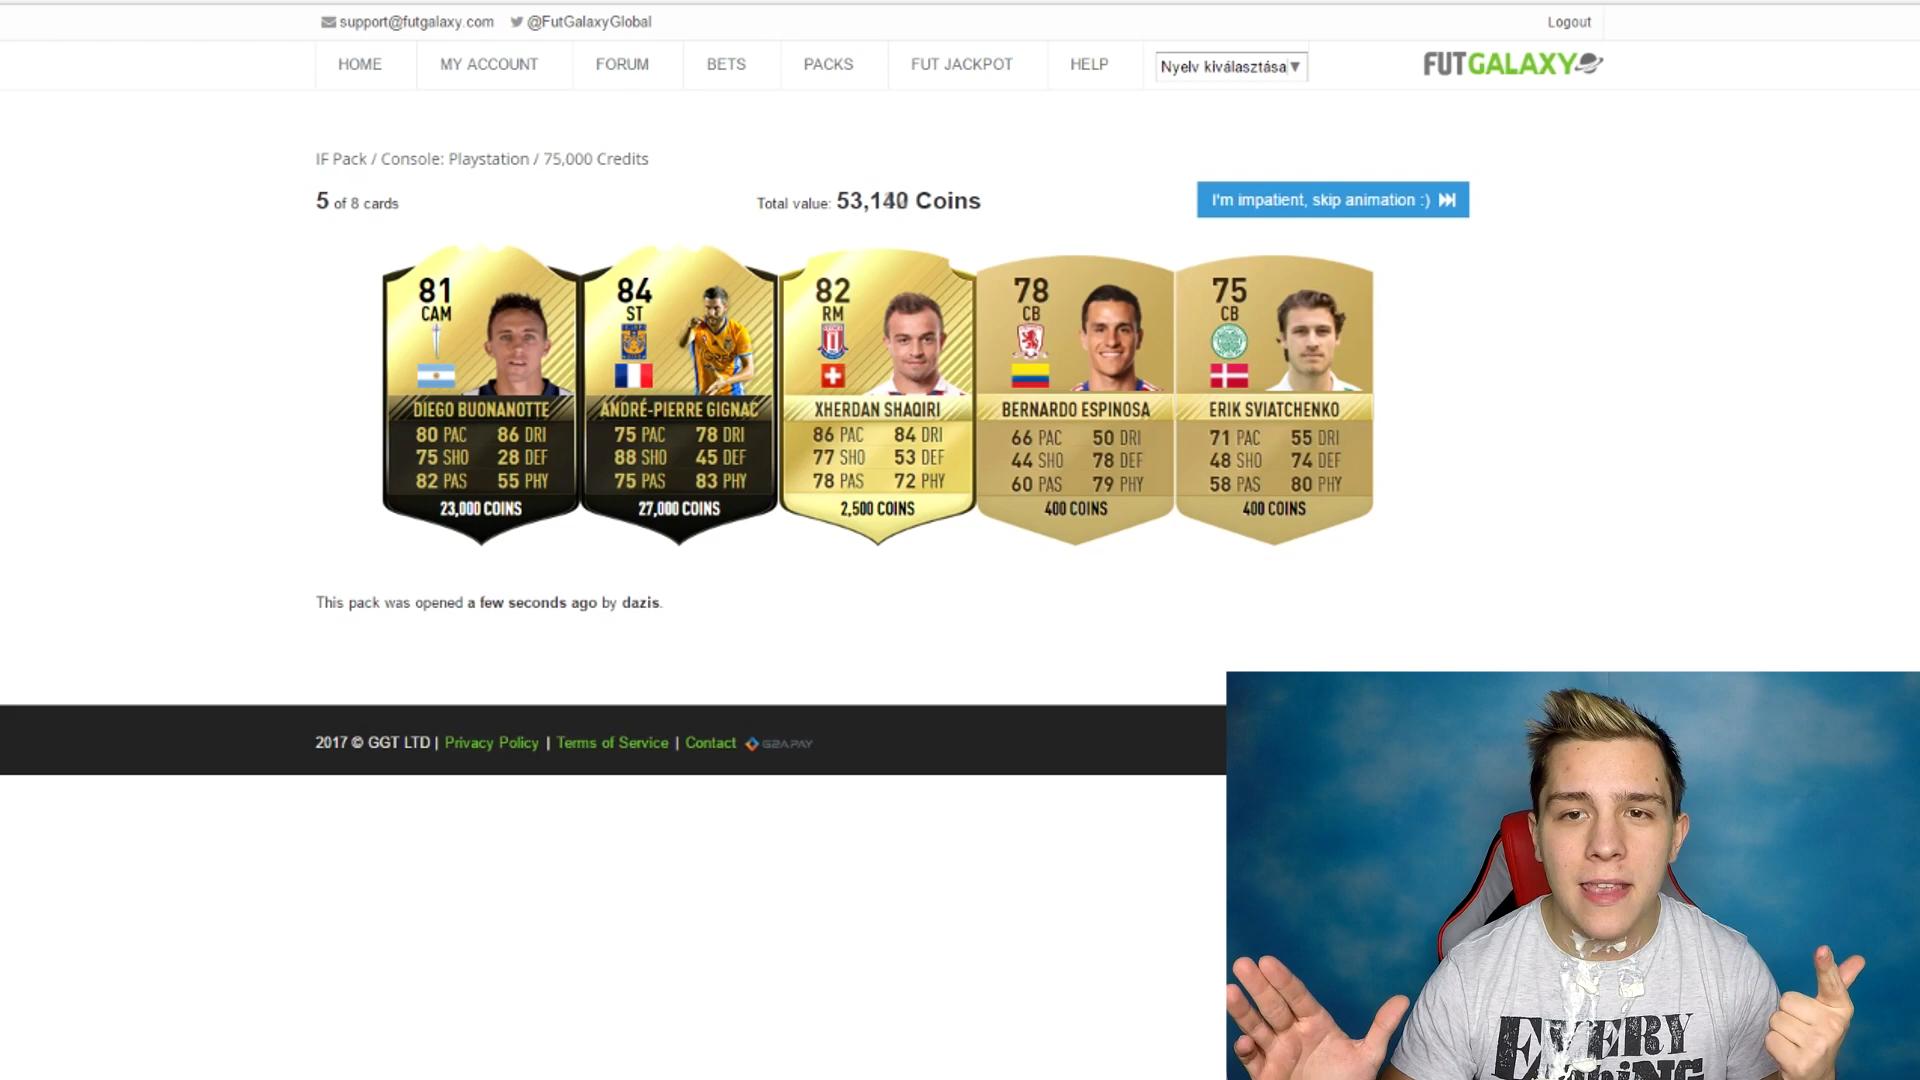 support@futgalaxy.com @FutGalaxyGlobal Logout
HOME MY ACCOUNT FORUM BETS PACKS FUT JACKPOT HELP Nyelv kiválasztása FUTGALAXY
IF Pack / Console: Playstation / 75,000 Credits
5 of 8 cards Total value: 53,140 Coins I'm impatient, skip animation :)
81 84 82 78 75
CAM ST RM CB CB
DIEGO BUONANOTTE ANDRÉ-PIERRE GIGNAC XHERDAN SHAQIRI BERNARDO ESPINOSA ERIK SVIATCHENKO
80 PAC 86 DRI 75 PAC 78 DRI 86 PAC 84 DRI 66 PAC 50 DRI 71 PAC 55 DRI
75 SHO 28 DEF 88 SHO 45 DEF 77 SHO 53 DEF 44 SHO 78 DEF 48 SHO 74 DEF
82 PAS 55 PHY 75 PAS 83 PHY 78 PAS 72 PHY 60 PAS 79 PHY 58 PAS 80 PHY
23,000 COINS 27,000 COINS 2,500 COINS 400 COINS 400 COINS
This pack was opened a few seconds ago by dazis.
2017 © GGT LTD | Privacy Policy | Terms of Service | Contact G2A PAY
EVERY